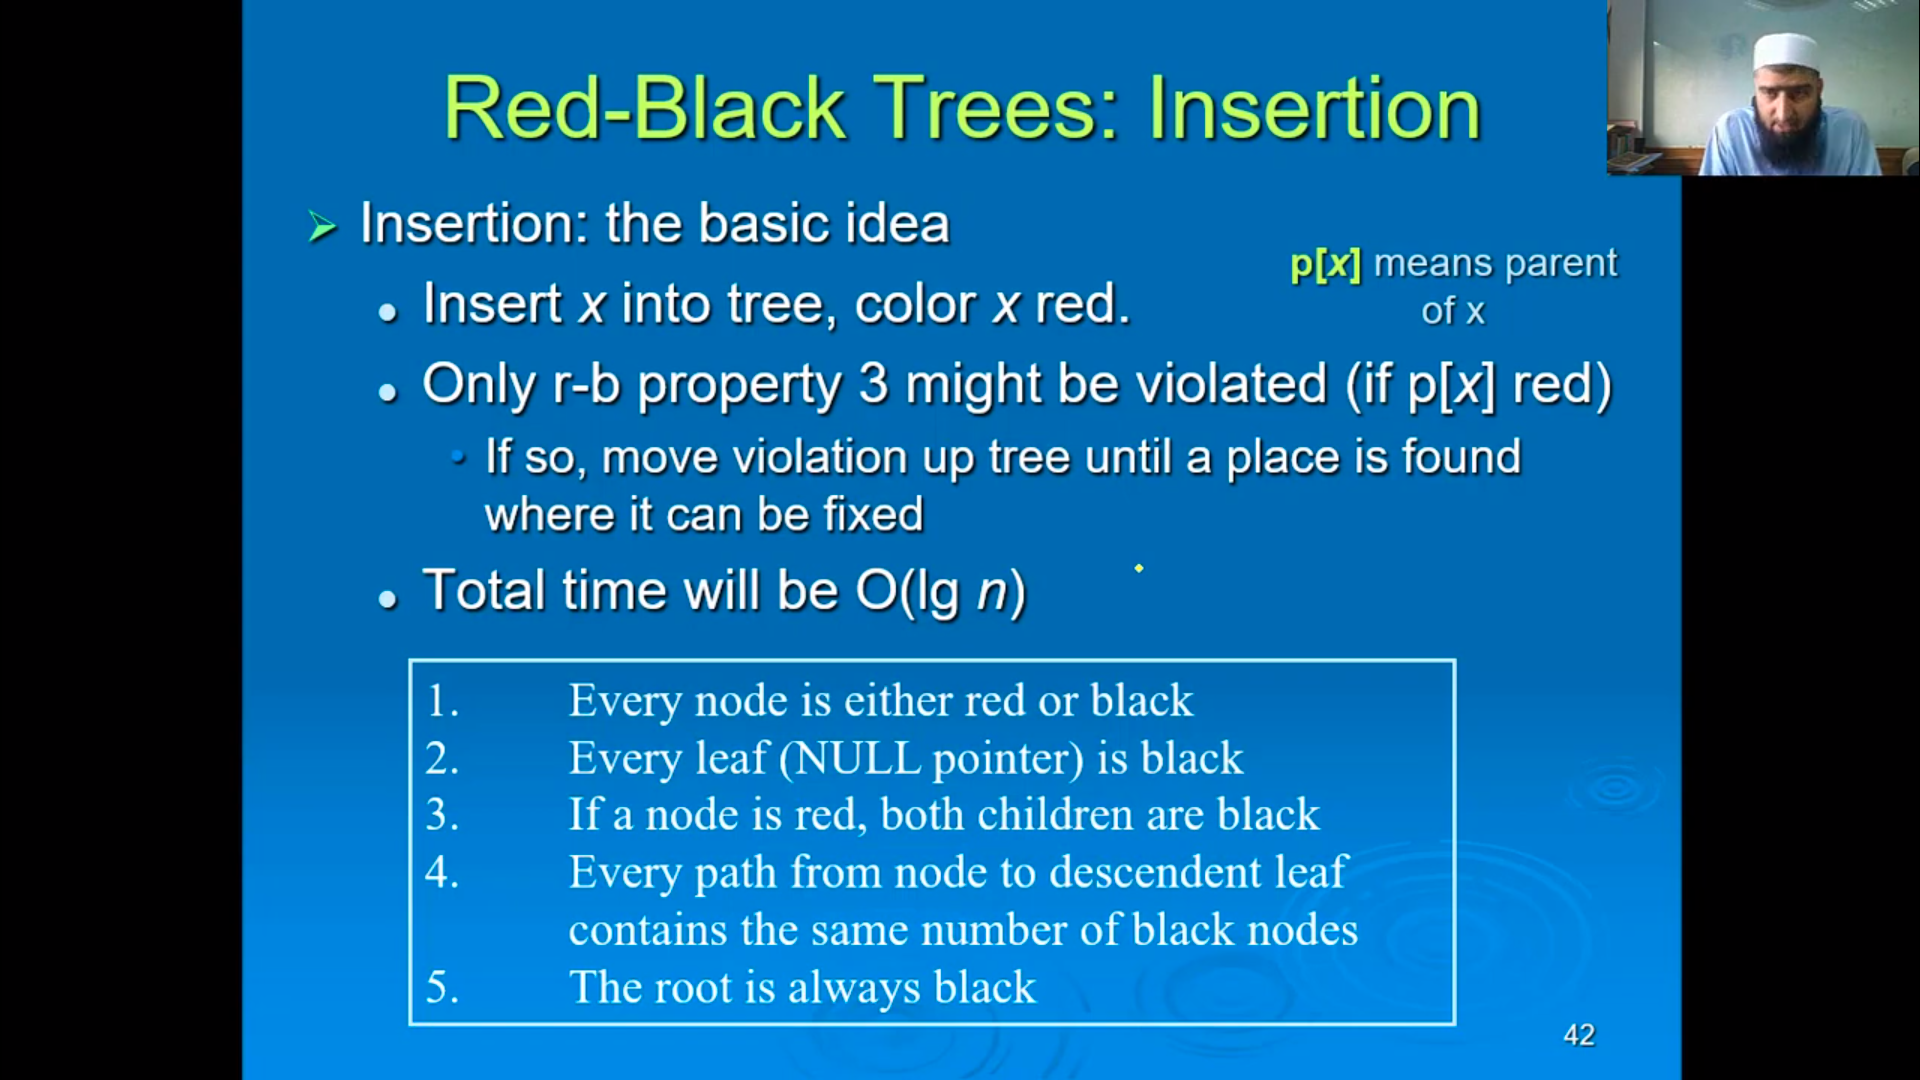 Red-Black Trees: Insertion
Insertion: the basic idea
p[x] means parent
of x
Insert x into tree, color x red.
Only r-b property 3 might be violated (if p[x] red)
If so, move violation up tree until a place is found
where it can be fixed
Total time will be O(lg n)
1. Every node is either red or black
2. Every leaf (NULL pointer) is black
3. If a node is red, both children are black
4. Every path from node to descendent leaf
contains the same number of black nodes
5. The root is always black
42